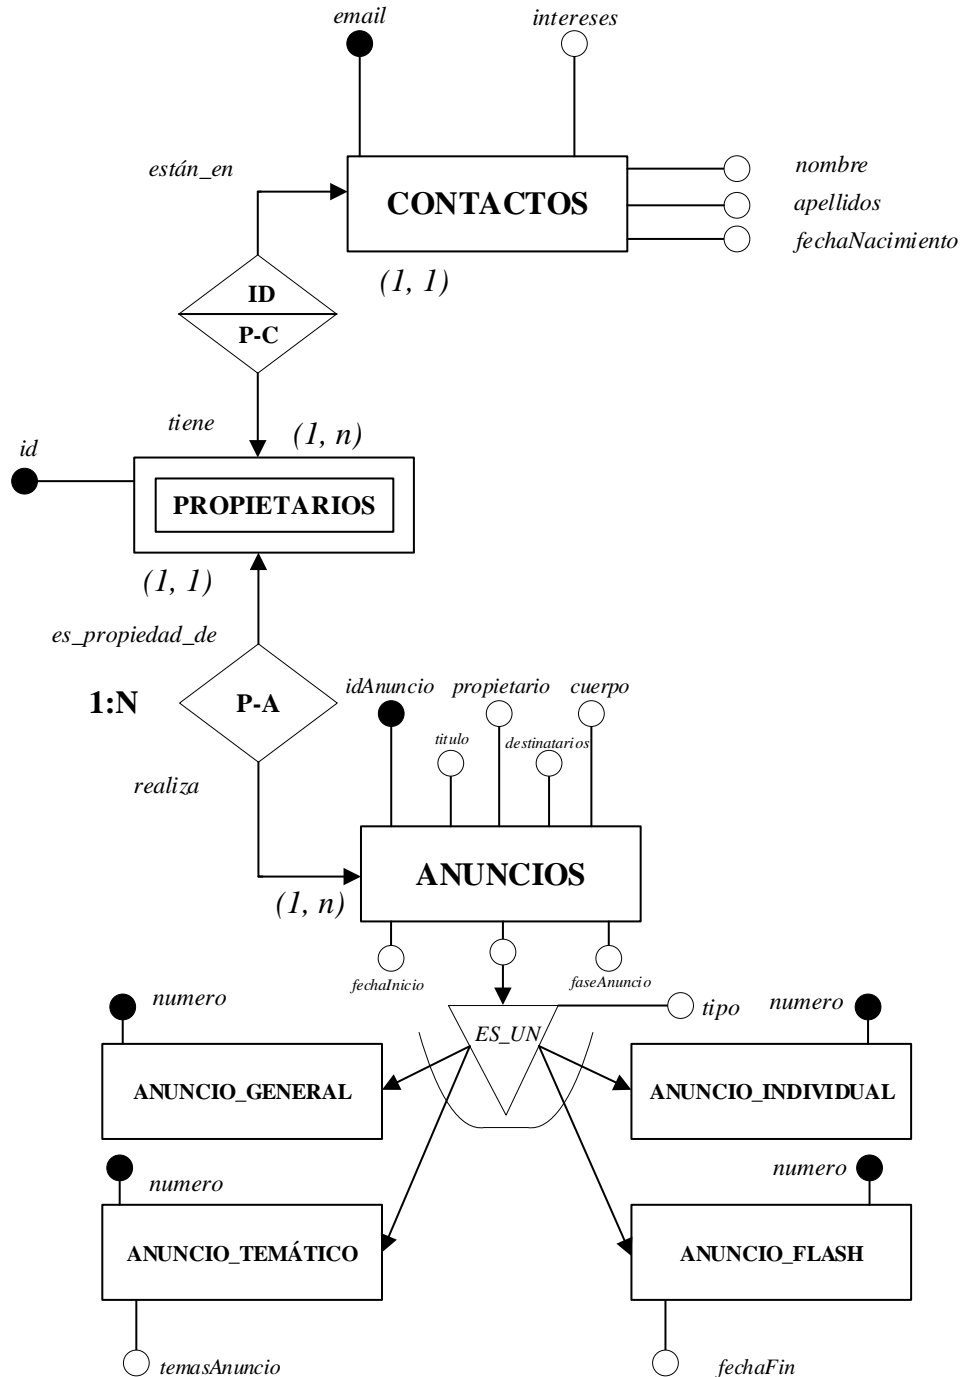 email
intereses
están_en
CONTACTOS
nombre
apellidos
fechaNacimiento
(1, 1)
ID
P-C
tiene
(1, n)
id
PROPIETARIOS
(1, 1)
es_propiedad_de
1:N
P-A
realiza
idAnuncio
propietario
cuerpo
titulo
destinatarios
ANUNCIOS
(1, n)
fechaInicio
faseAnuncio
numero
ES_UN
tipo
numero
ANUNCIO_GENERAL
ANUNCIO_INDIVIDUAL
numero
numero
ANUNCIO_TEMÁTICO
ANUNCIO_FLASH
temasAnuncio
fechaFin